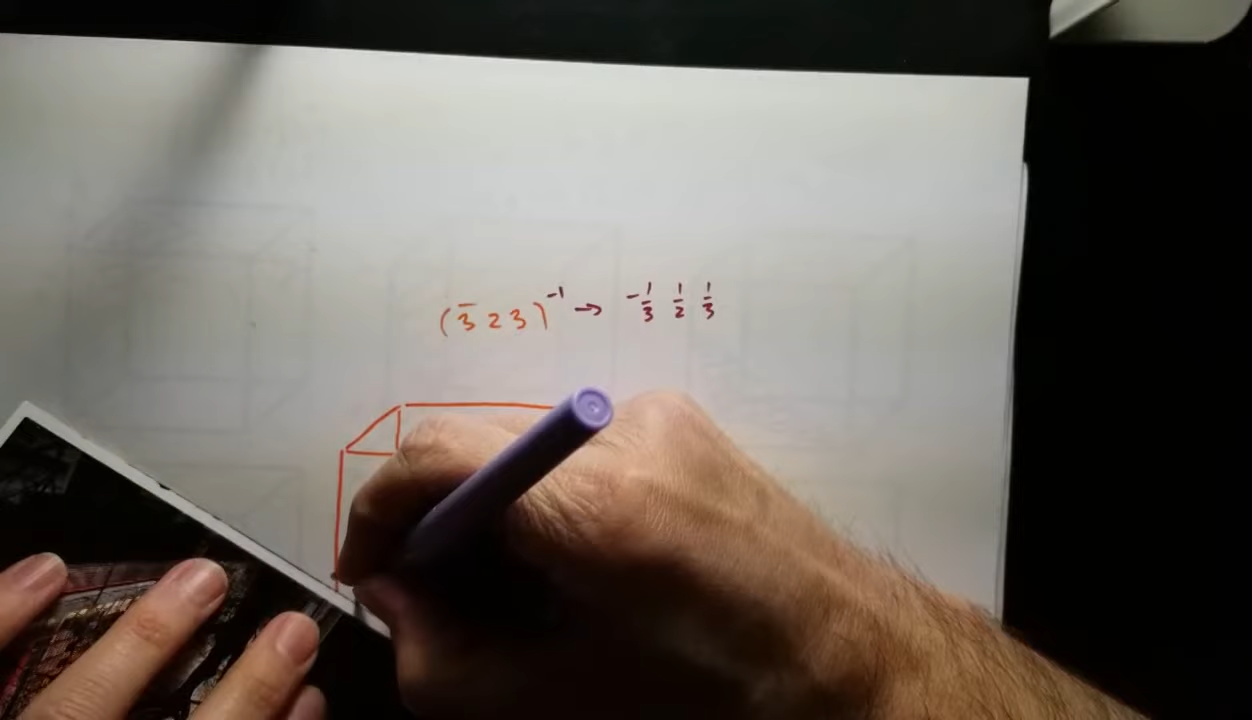 (3̅ 2 3)⁻¹ → -1/3 1/2 1/3